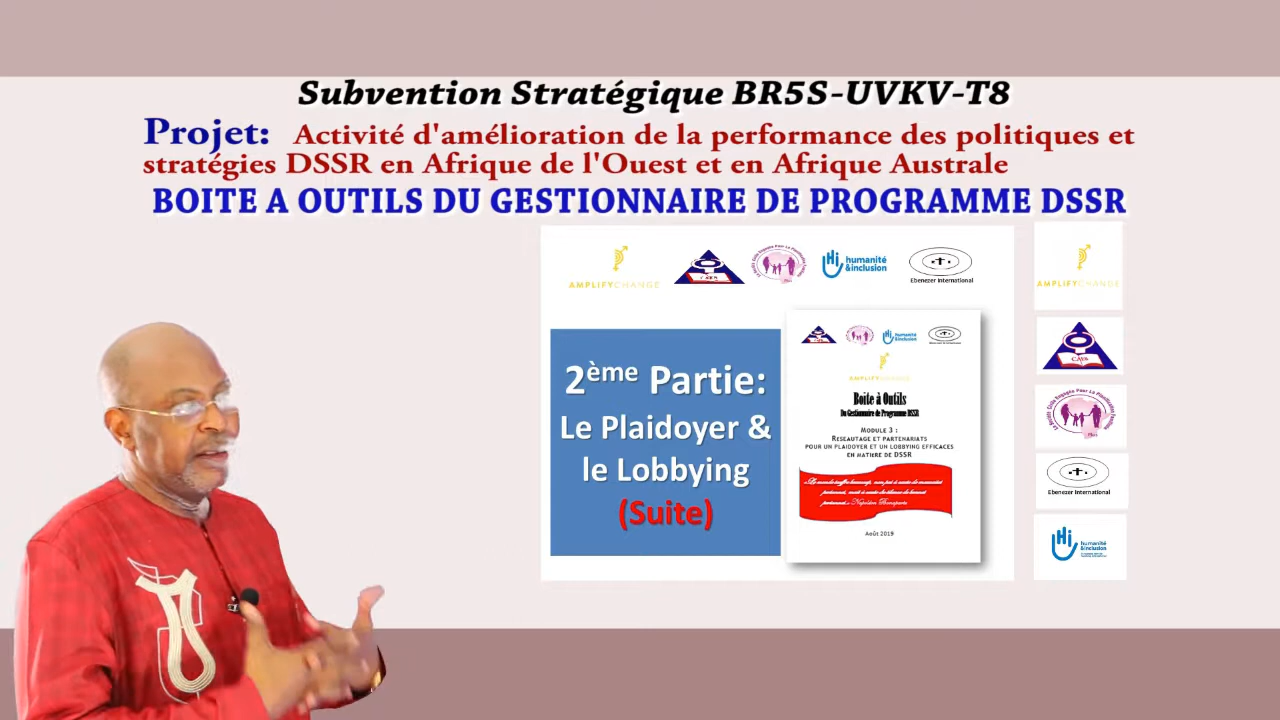 Subvention Stratégique BR5S-UVKV-T8
Projet: Activité d'amélioration de la performance des politiques et
stratégies DSSR en Afrique de l'Ouest et en Afrique Australe
BOITE A OUTILS DU GESTIONNAIRE DE PROGRAMME DSSR
AMPLIFYCHANGE
humanité
&inclusion
Ebenezer International
2ème Partie:
Le Plaidoyer &
le Lobbying
(Suite)
humanité
&inclusion
AMPLIFYCHANGE
Boite à Outils
Du Gestionnaire de Programme DSSR
MODULE 3 :
RESEAUTAGE ET PARTENARIATS
POUR UN PLAIDOYER ET UN LOBBYING EFFICACES
EN MATIERE DE DSSR
Août 2019
AMPLIFYCHANGE
CAEB
Ebenezer International
humanité
&inclusion